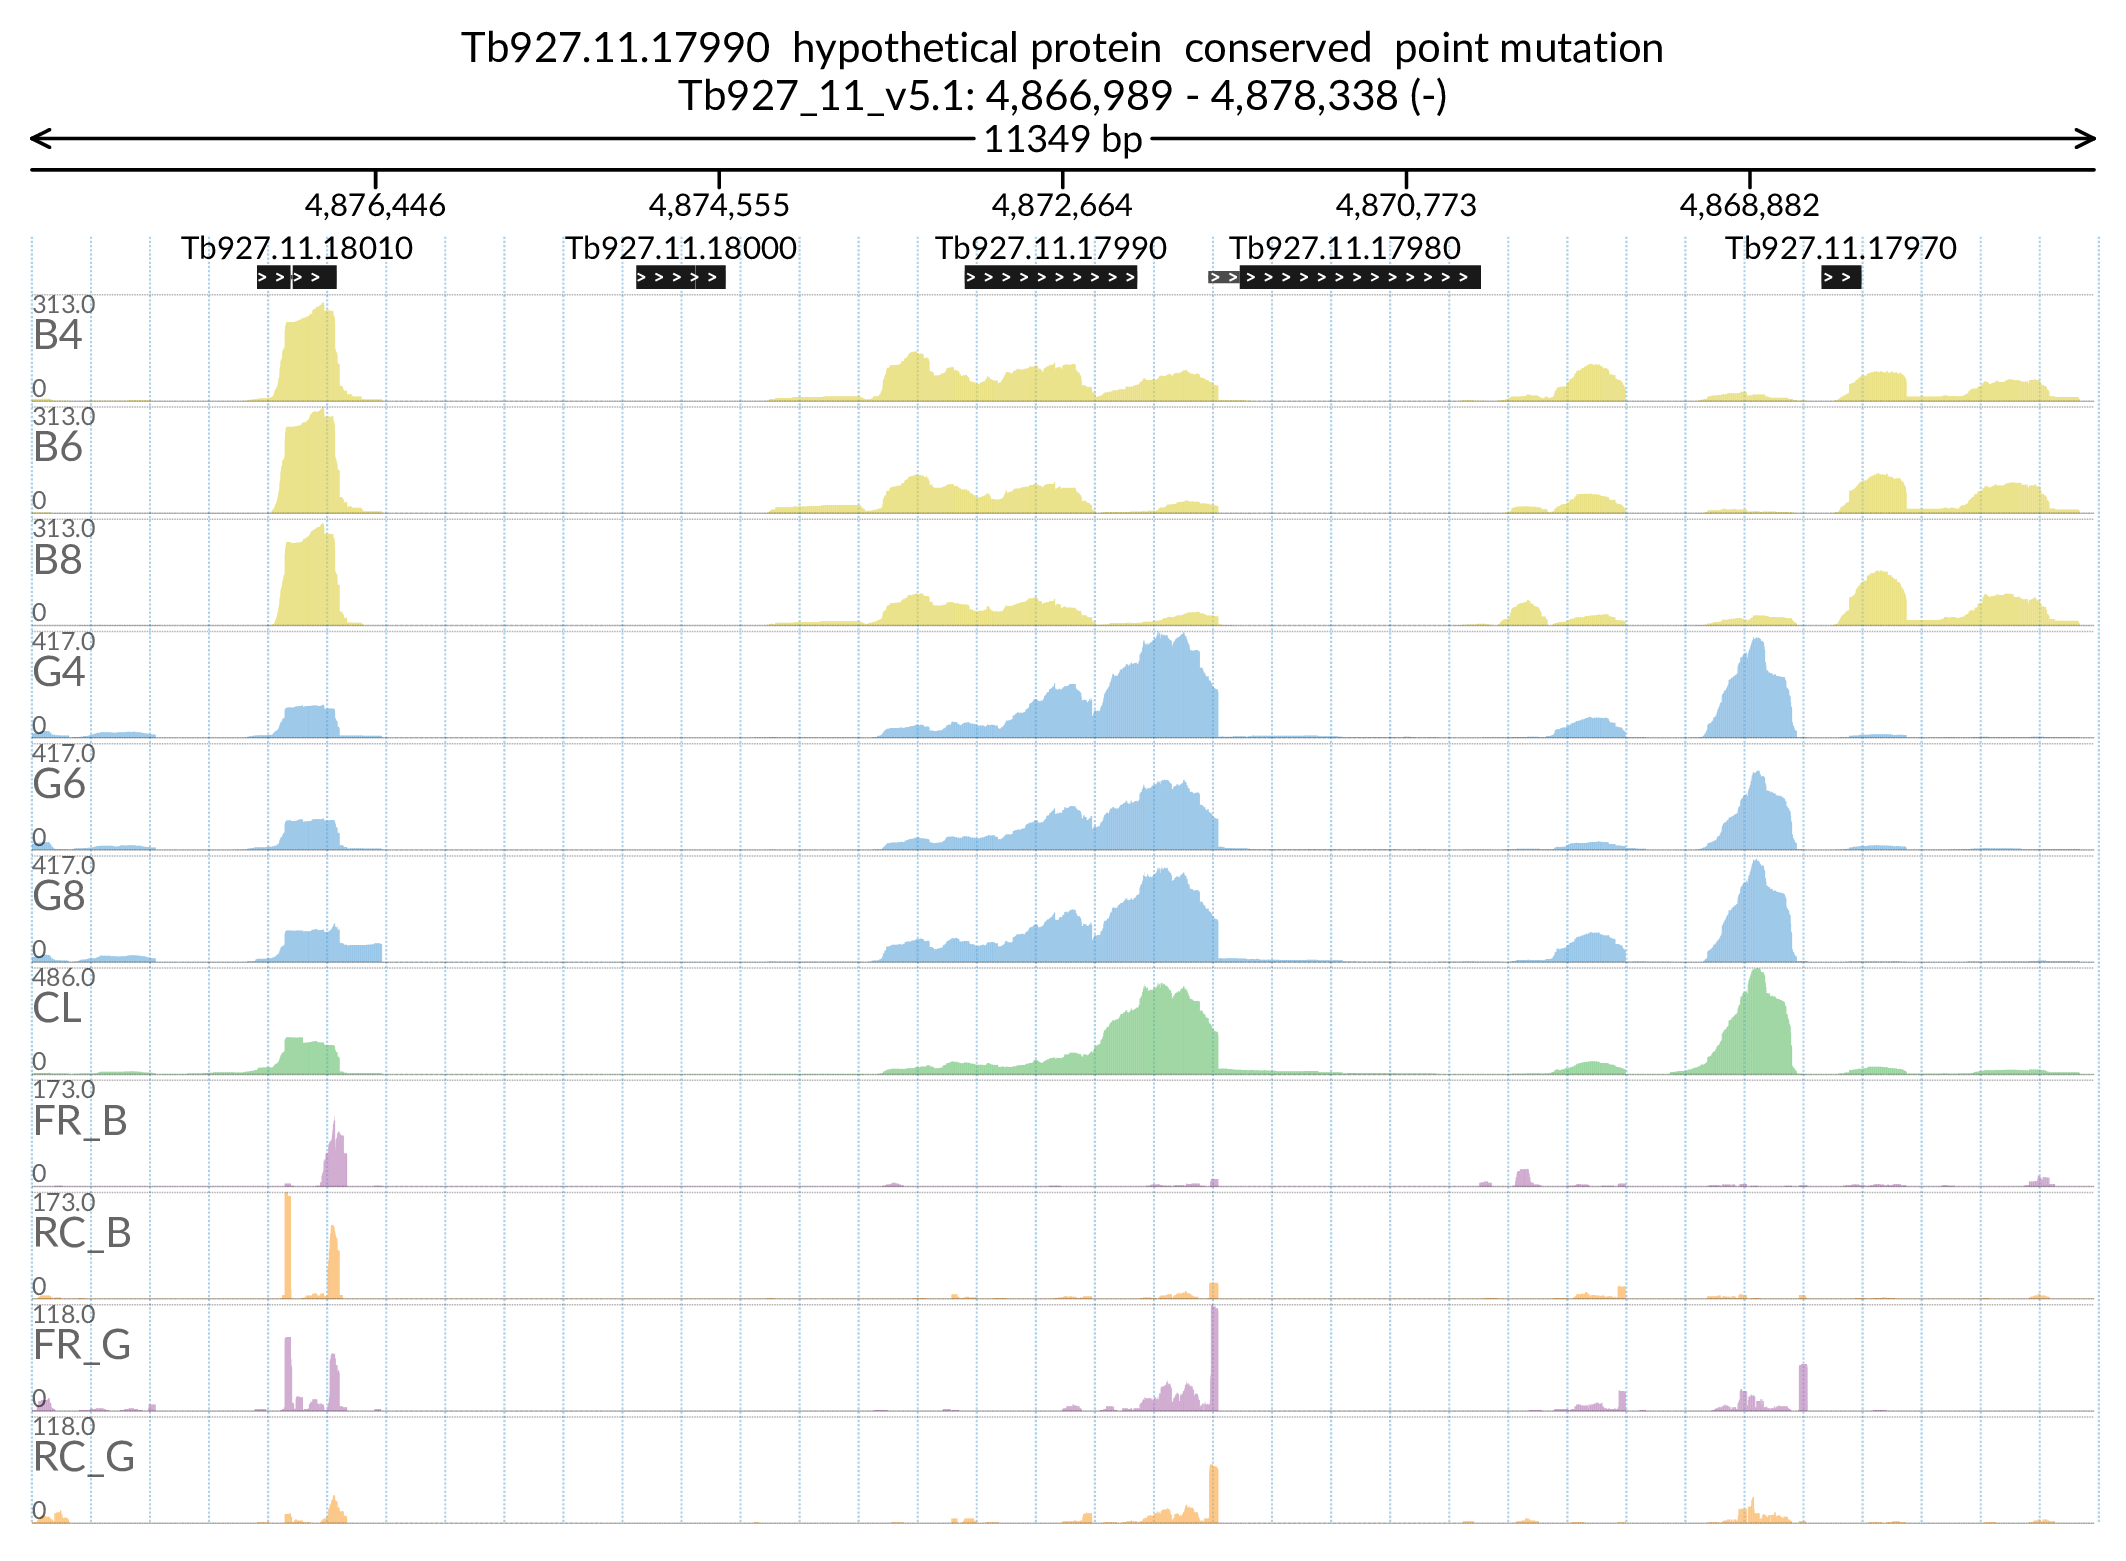 Tb927.11.17990  hypothetical protein  conserved  point mutation
Tb927_11_v5.1: 4,866,989 - 4,878,338 (-)
11349 bp
4,876,446 4,874,555 4,872,664 4,870,773 4,868,882
Tb927.11.18010 Tb927.11.18000 Tb927.11.17990 Tb927.11.17980 Tb927.11.17970
313.0
B4
0
313.0
B6
0
313.0
B8
0
417.0
G4
0
417.0
G6
0
417.0
G8
0
486.0
CL
0
173.0
FR_B
0
173.0
RC_B
0
118.0
FR_G
0
118.0
RC_G
0